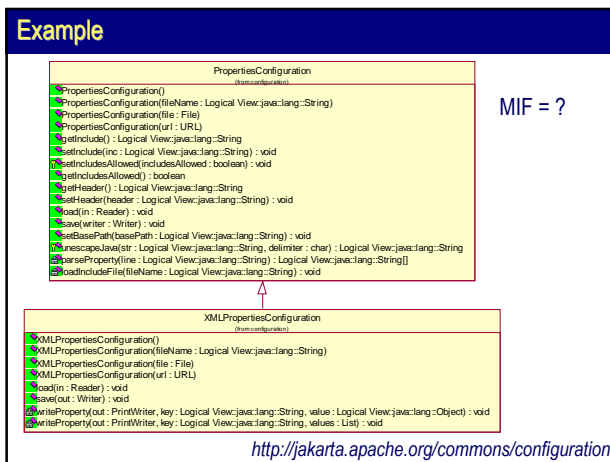 Example
PropertiesConfiguration
(from configuration)
PropertiesConfiguration()
PropertiesConfiguration(fileName : Logical View::java::lang::String)
PropertiesConfiguration(file : File)
PropertiesConfiguration(url : URL)
getInclude() : Logical View::java::lang::String
setInclude(inc : Logical View::java::lang::String) : void
setIncludesAllowed(includesAllowed : boolean) : void
getIncludesAllowed() : boolean
getHeader() : Logical View::java::lang::String
setHeader(header : Logical View::java::lang::String) : void
load(in : Reader) : void
save(writer : Writer) : void
setBasePath(basePath : Logical View::java::lang::String) : void
unescapeJava(str : Logical View::java::lang::String, delimiter : char) : Logical View::java::lang::String
parseProperty(line : Logical View::java::lang::String) : Logical View::java::lang::String[]
loadIncludeFile(fileName : Logical View::java::lang::String) : void
MIF = ?
XMLPropertiesConfiguration
(from configuration)
XMLPropertiesConfiguration()
XMLPropertiesConfiguration(fileName : Logical View::java::lang::String)
XMLPropertiesConfiguration(file : File)
XMLPropertiesConfiguration(url : URL)
load(in : Reader) : void
save(out : Writer) : void
writeProperty(out : PrintWriter, key : Logical View::java::lang::String, value : Logical View::java::lang::Object) : void
writeProperty(out : PrintWriter, key : Logical View::java::lang::String, values : List) : void
http://jakarta.apache.org/commons/configuration